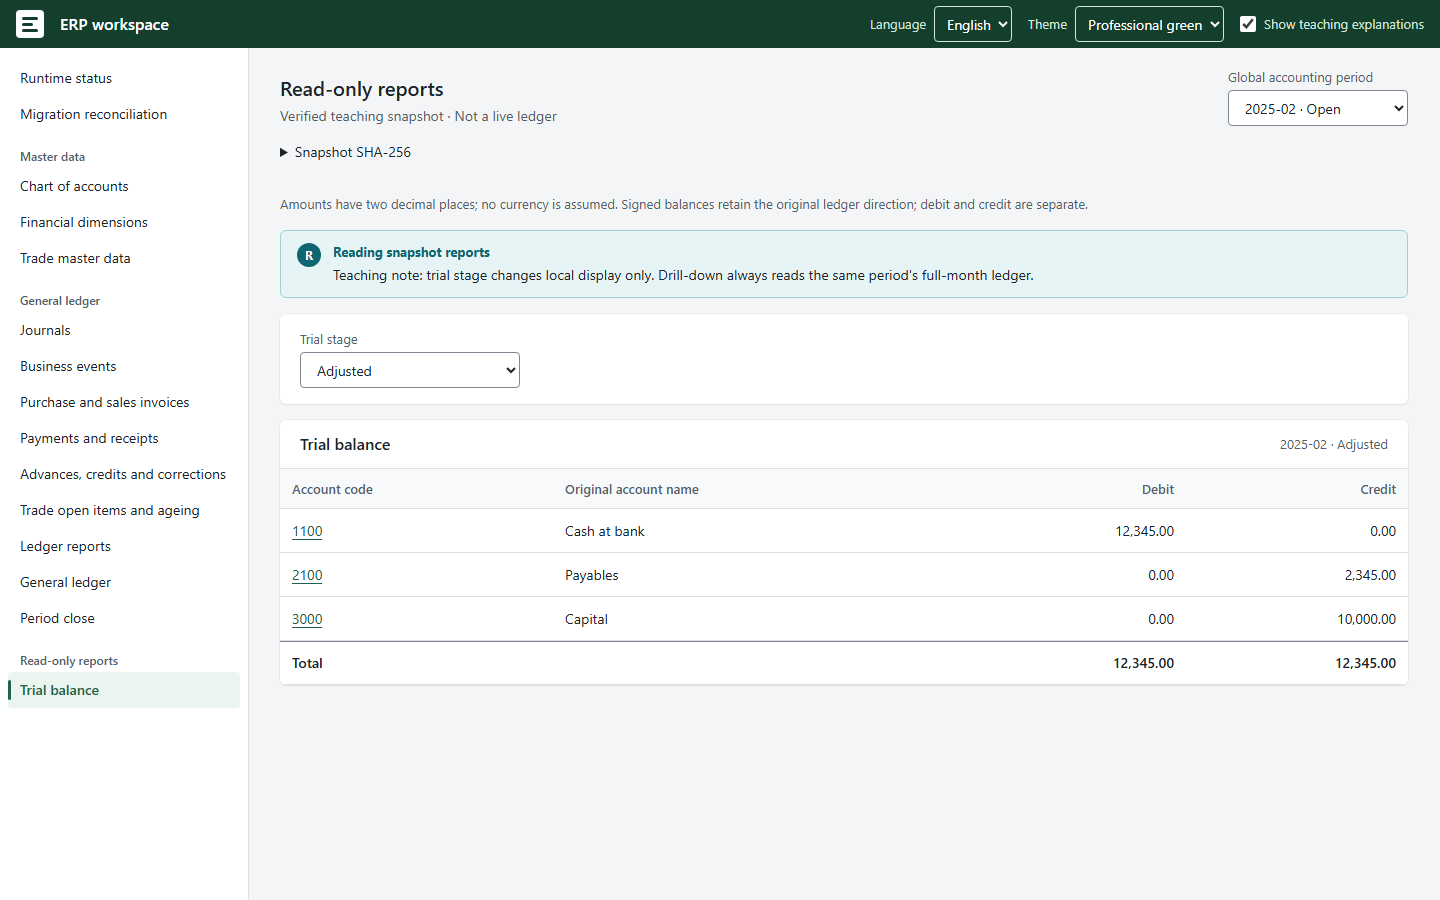 ERP workspace
Language English Theme Professional green Show teaching explanations
Runtime status
Migration reconciliation
Master data
Chart of accounts
Financial dimensions
Trade master data
General ledger
Journals
Business events
Purchase and sales invoices
Payments and receipts
Advances, credits and corrections
Trade open items and ageing
Ledger reports
General ledger
Period close
Read-only reports
Trial balance
Read-only reports
Verified teaching snapshot · Not a live ledger
Global accounting period
2025-02 · Open
Snapshot SHA-256
Amounts have two decimal places; no currency is assumed. Signed balances retain the original ledger direction; debit and credit are separate.
R
Reading snapshot reports
Teaching note: trial stage changes local display only. Drill-down always reads the same period's full-month ledger.
Trial stage
Adjusted
Trial balance 2025-02 · Adjusted
Account code Original account name Debit Credit
1100 Cash at bank 12,345.00 0.00
2100 Payables 0.00 2,345.00
3000 Capital 0.00 10,000.00
Total 12,345.00 12,345.00